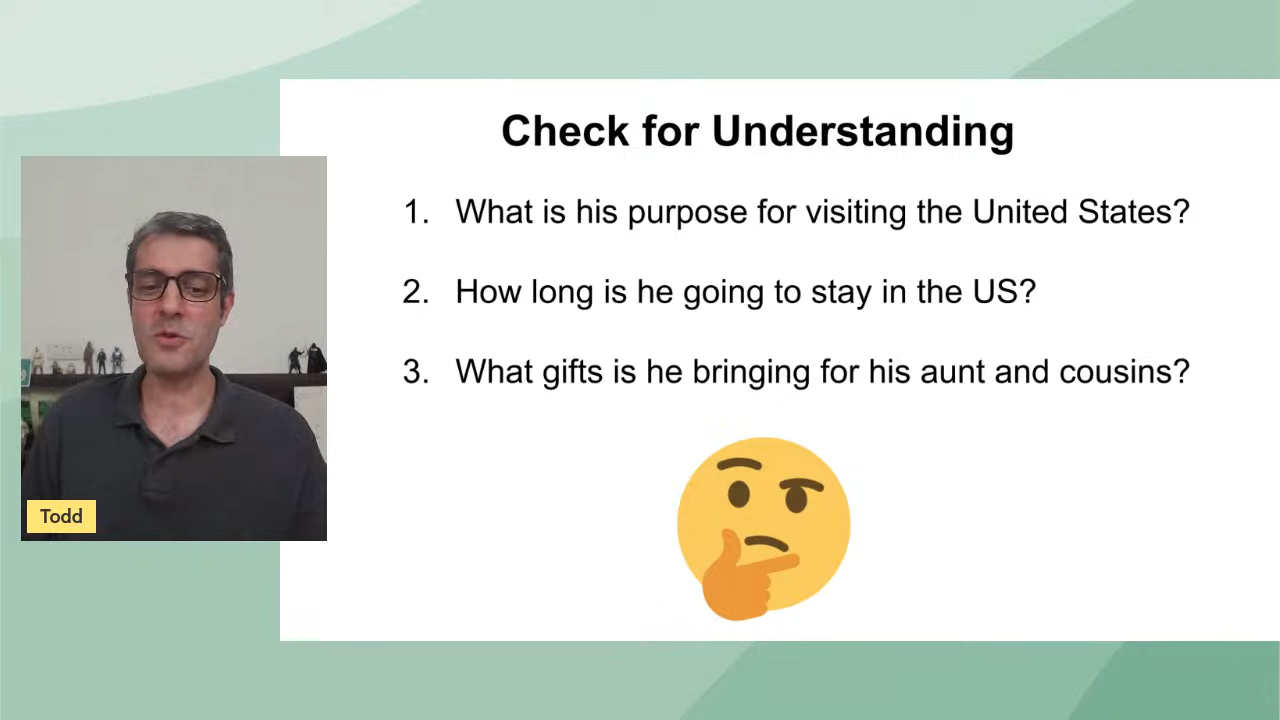 Check for Understanding
1. What is his purpose for visiting the United States?
2. How long is he going to stay in the US?
3. What gifts is he bringing for his aunt and cousins?
Todd